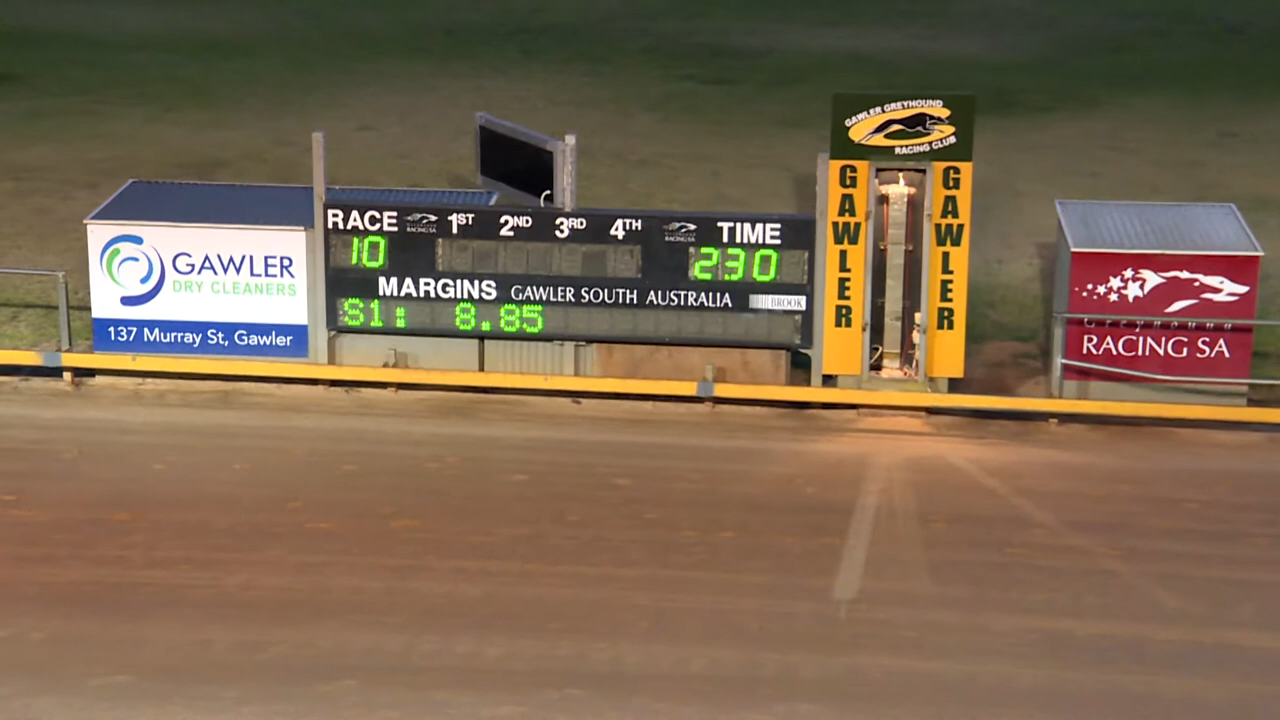 GAWLER GREYHOUND
RACING CLUB
GAWLER
GAWLER
RACE 1ST 2ND 3RD 4TH TIME
10 230
MARGINS GAWLER SOUTH AUSTRALIA BROOK
S1: 8.85
GAWLER
DRY CLEANERS
137 Murray St, Gawler
Greyhound
RACING SA